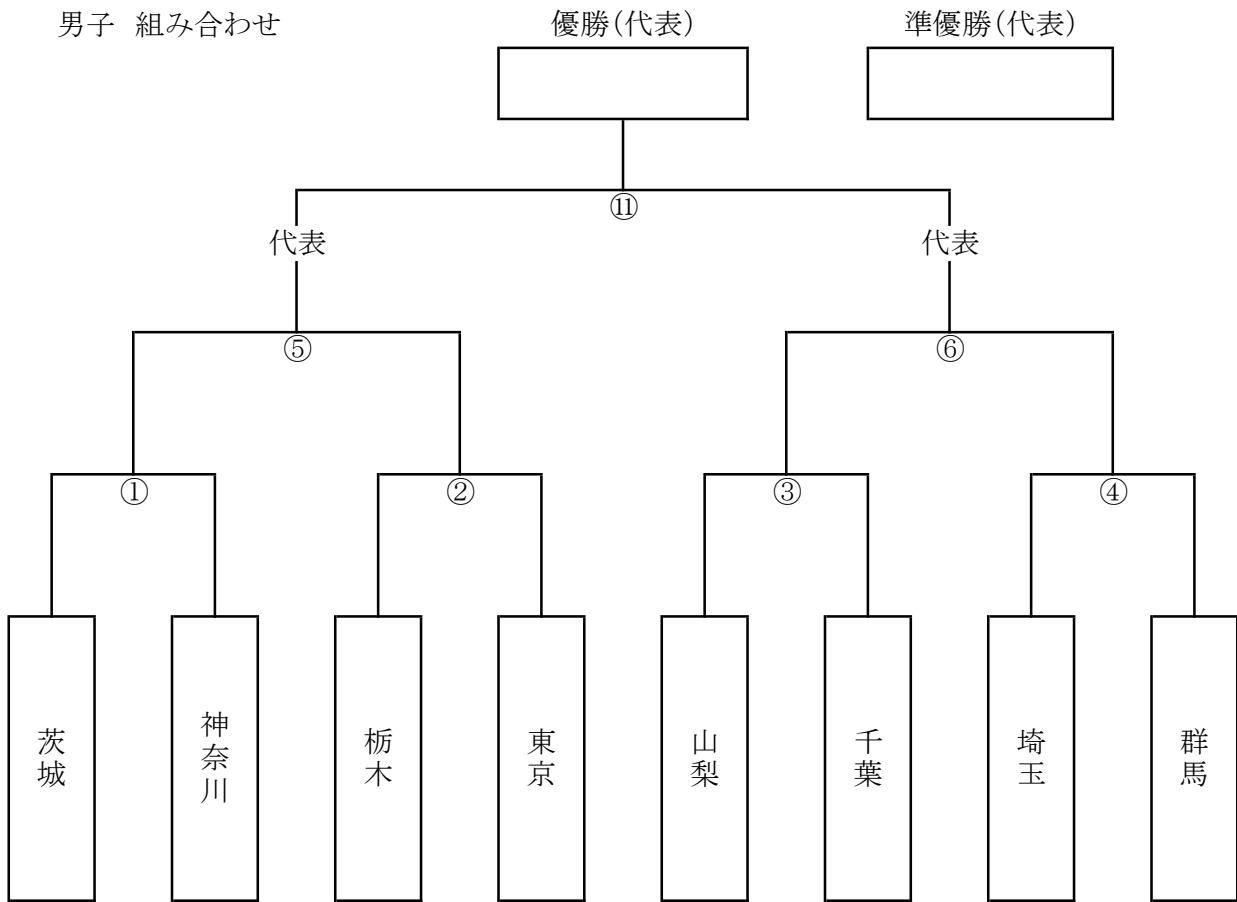 男子 組み合わせ
優勝(代表)
準優勝(代表)
⑪
代表
代表
⑤
⑥
①
②
③
④
茨城
神奈川
栃木
東京
山梨
千葉
埼玉
群馬